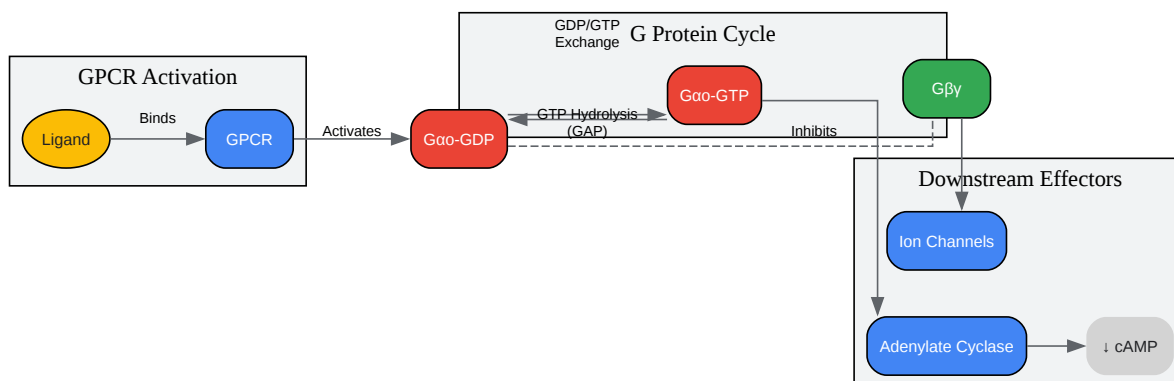 GDP/GTP
Exchange
G Protein Cycle
GPCR Activation
Gαo-GTP
Gβγ
Binds
GTP Hydrolysis
(GAP)
Activates
Inhibits
Ligand
GPCR
Gαo-GDP
Downstream Effectors
Ion Channels
Adenylate Cyclase
↓ cAMP